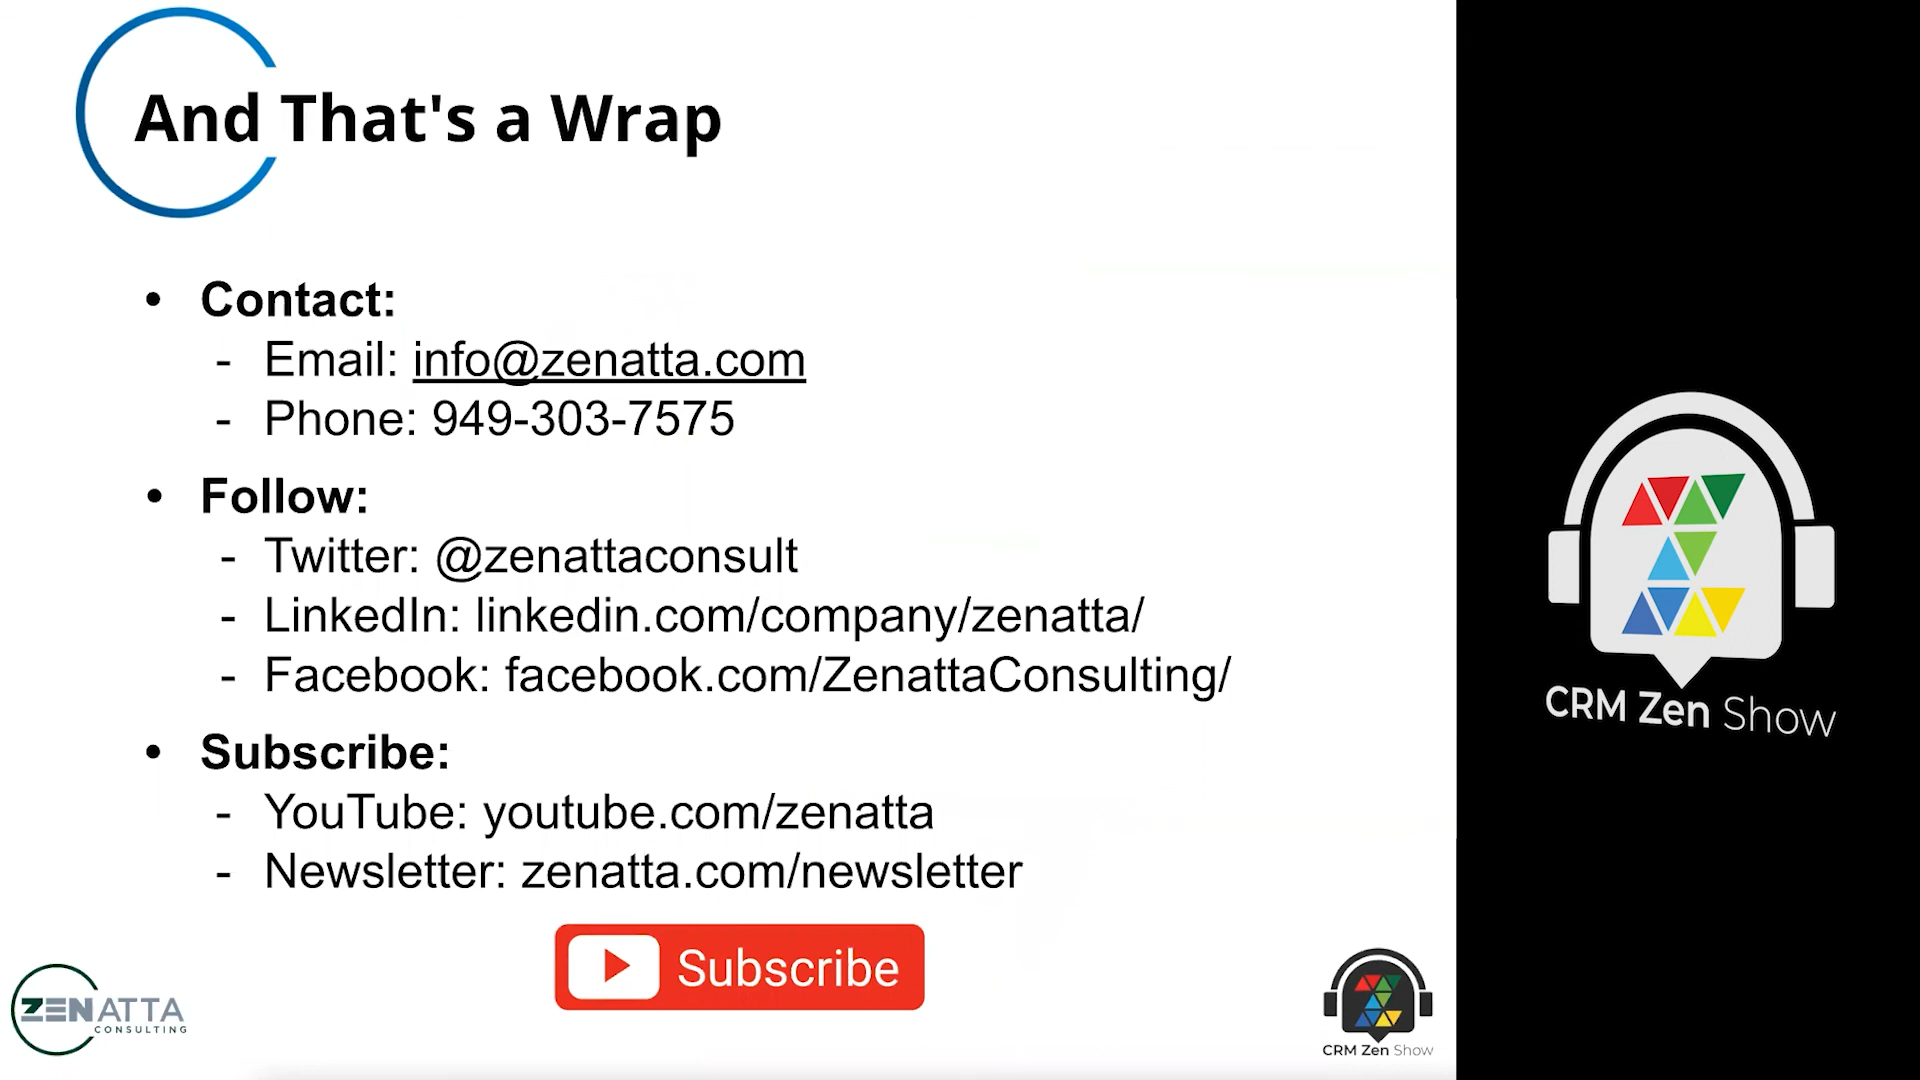 And That's a Wrap
• Contact:
- Email: info@zenatta.com
- Phone: 949-303-7575
• Follow:
- Twitter: @zenattaconsult
- LinkedIn: linkedin.com/company/zenatta/
- Facebook: facebook.com/ZenattaConsulting/
• Subscribe:
- YouTube: youtube.com/zenatta
- Newsletter: zenatta.com/newsletter
Subscribe
ZENATTA
CONSULTING
CRM Zen Show
CRM Zen Show